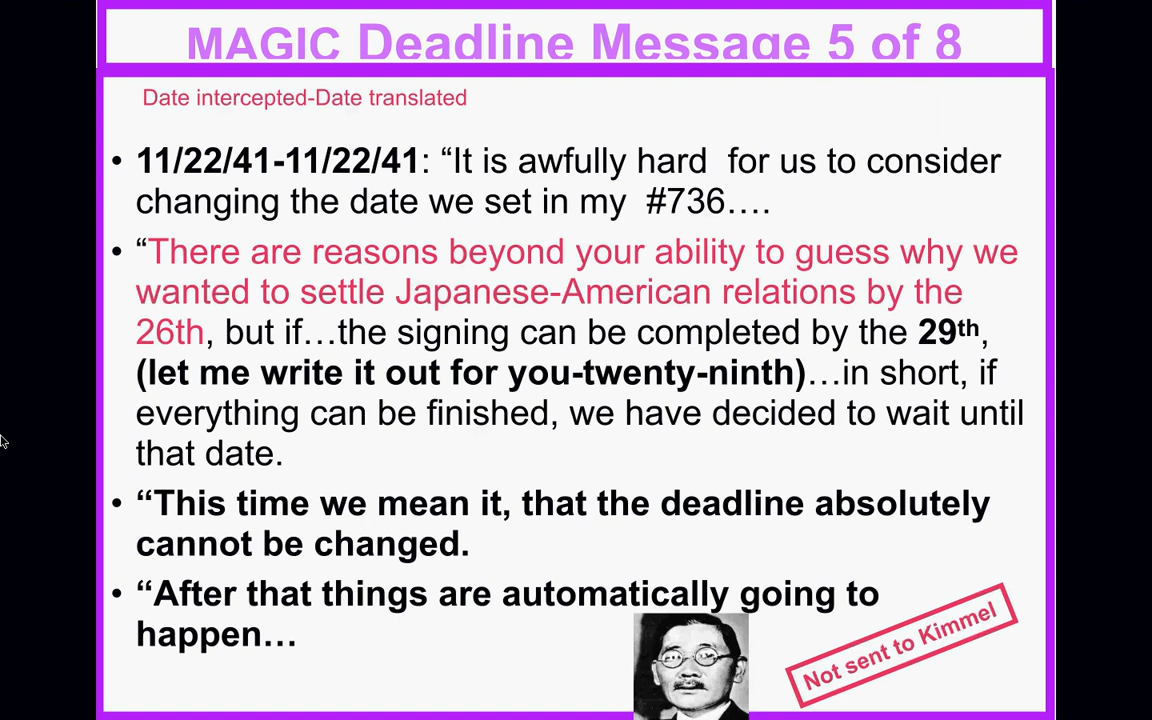 MAGIC Deadline Message 5 of 8
Date intercepted-Date translated
• 11/22/41-11/22/41: “It is awfully hard for us to consider
changing the date we set in my #736….
• “There are reasons beyond your ability to guess why we
wanted to settle Japanese-American relations by the
26th, but if…the signing can be completed by the 29th,
(let me write it out for you-twenty-ninth)…in short, if
everything can be finished, we have decided to wait until
that date.
• “This time we mean it, that the deadline absolutely
cannot be changed.
• “After that things are automatically going to
happen…
Not sent to Kimmel